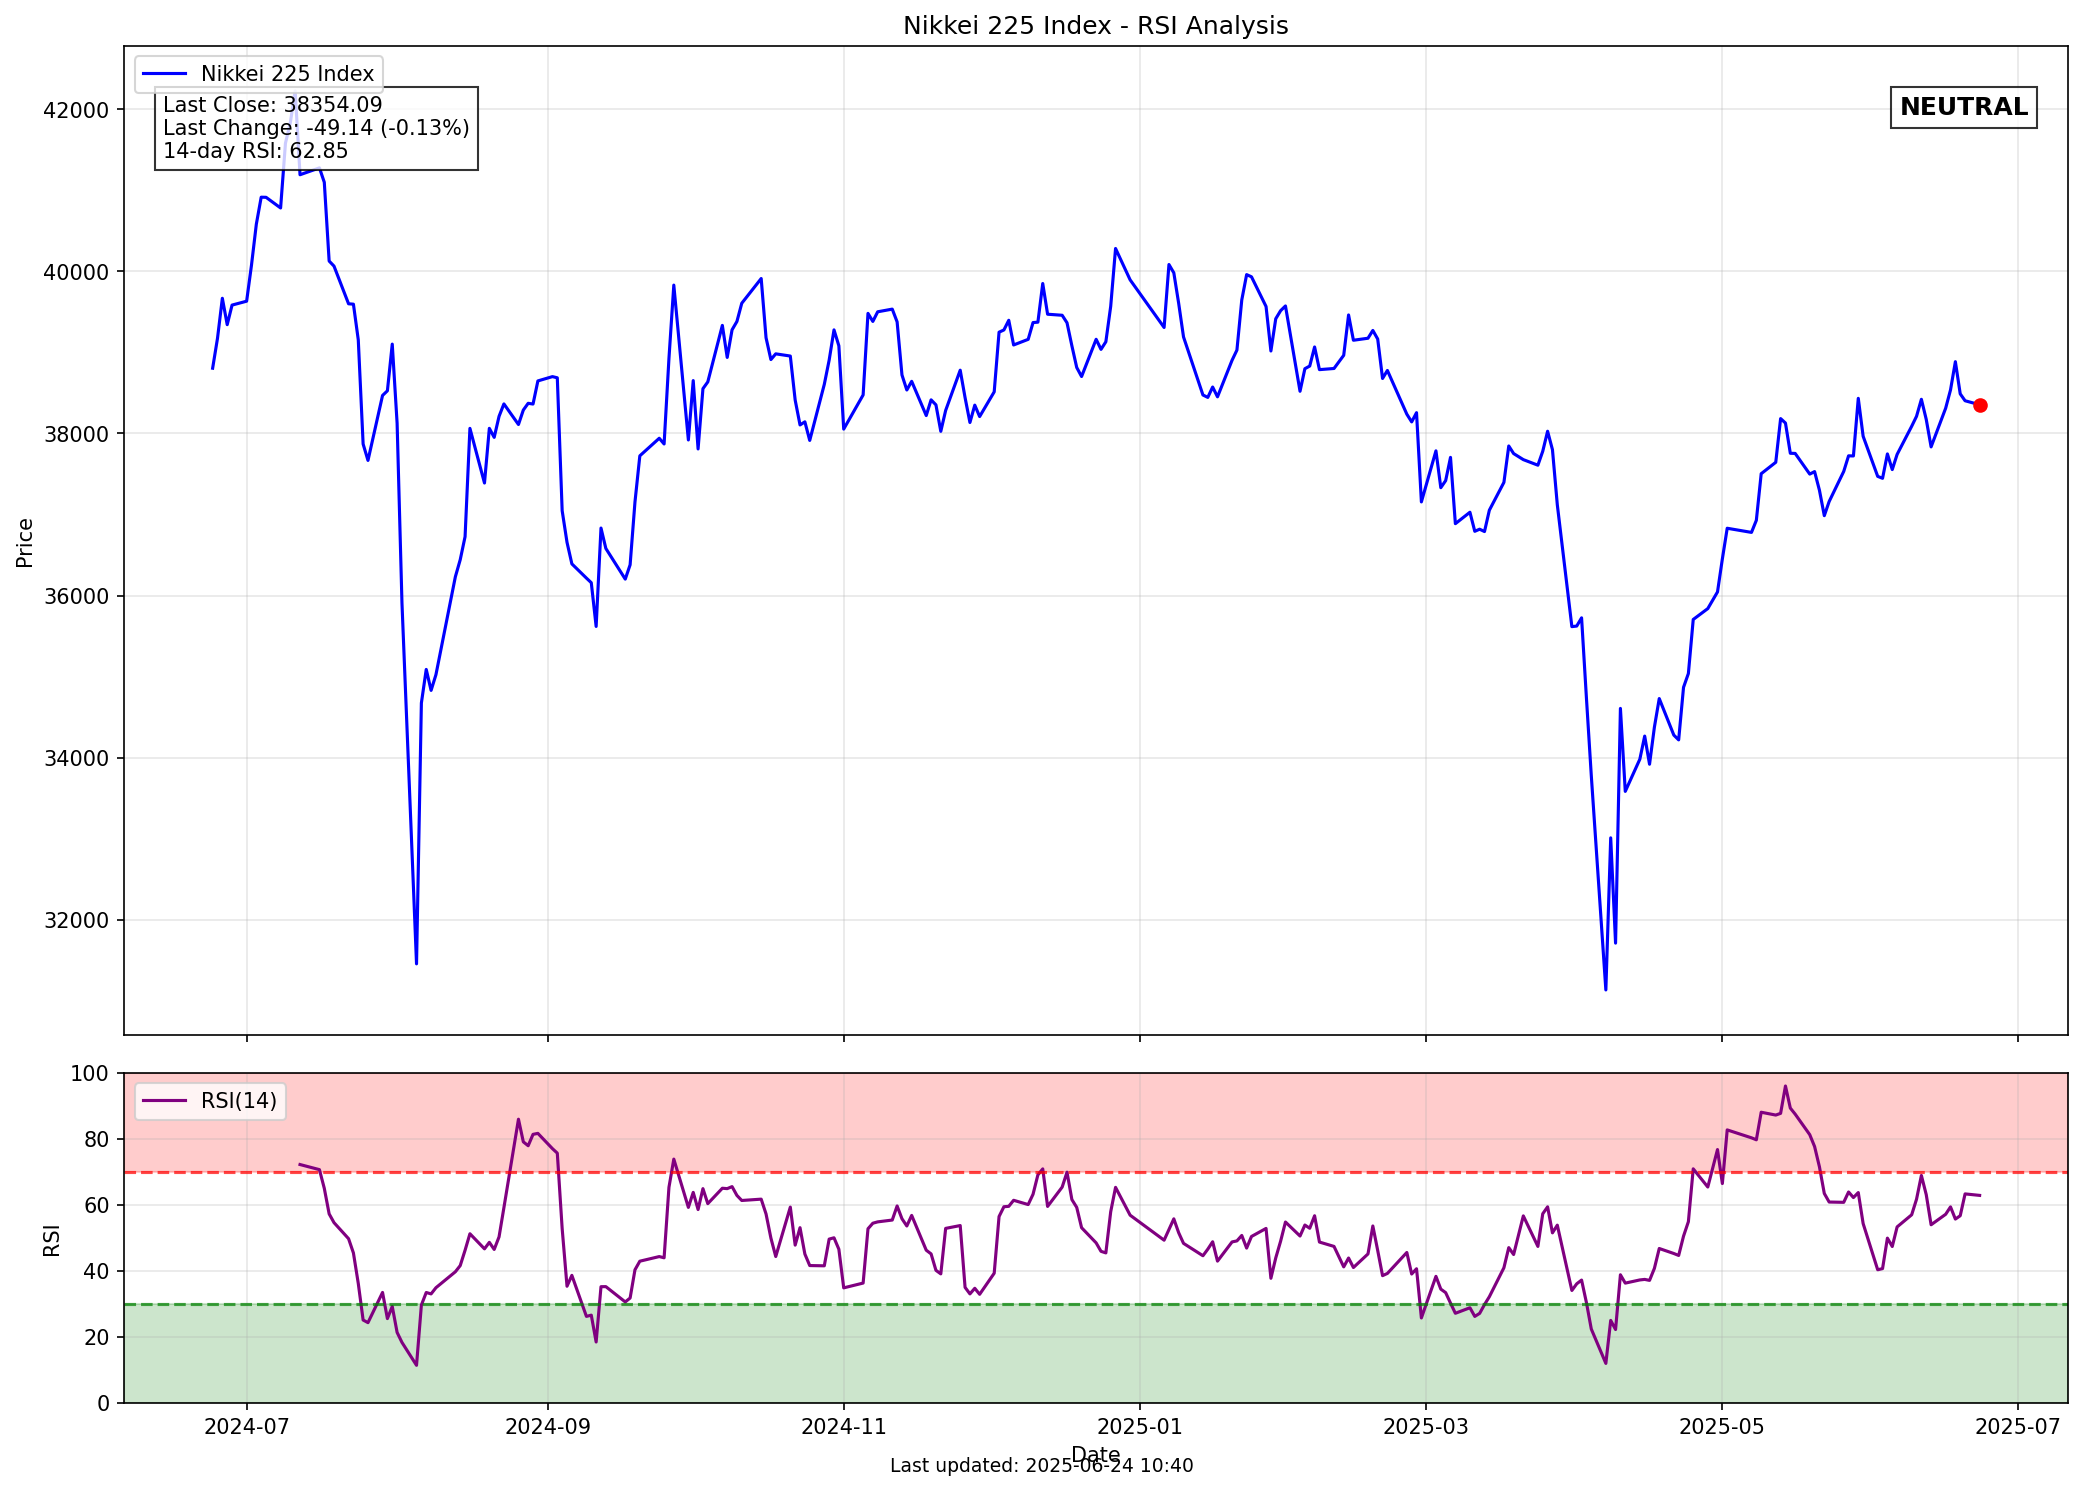 Nikkei 225 Index - RSI Analysis
Nikkei 225 Index
Last Close: 38354.09
Last Change: -49.14 (-0.13%)
14-day RSI: 62.85
NEUTRAL
Price
42000
40000
38000
36000
34000
32000
RSI(14)
RSI
100
80
60
40
20
0
2024-07
2024-09
2024-11
2025-01
2025-03
2025-05
2025-07
Date
Last updated: 2025-06-24 10:40